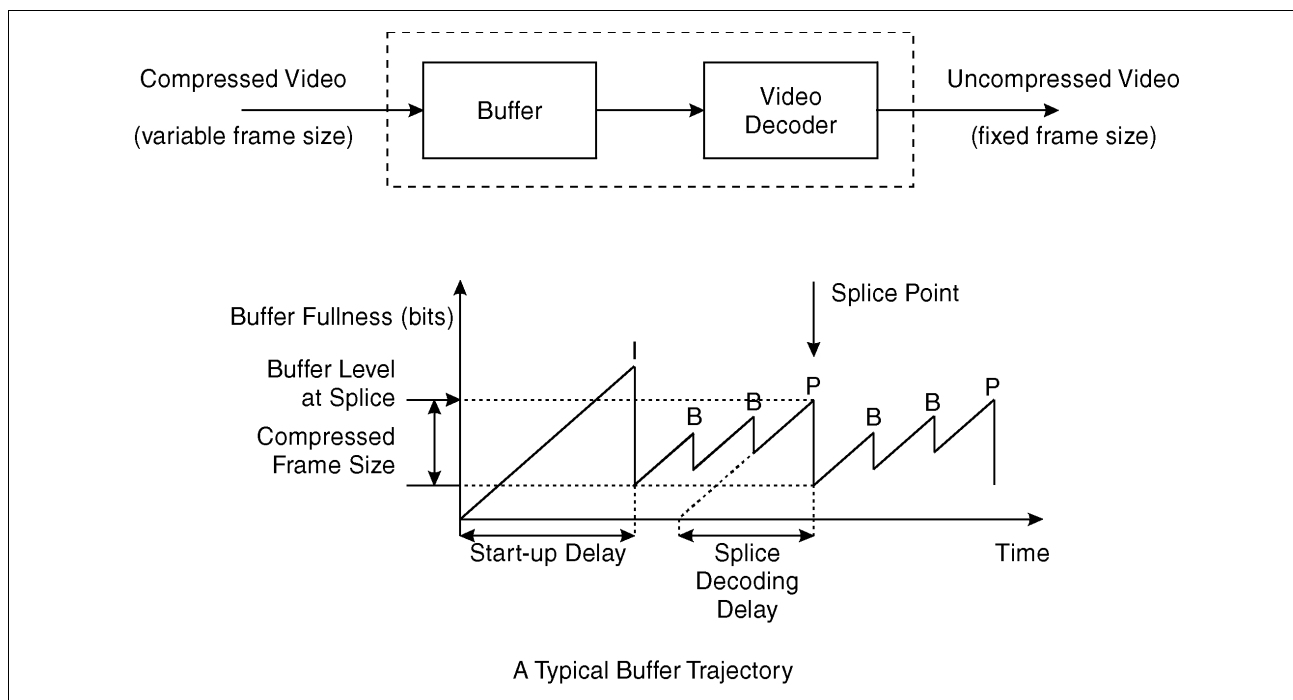 Compressed Video
(variable frame size)
Buffer
Video
Decoder
Uncompressed Video
(fixed frame size)
Splice Point
Buffer Fullness (bits)
Buffer Level
at Splice
Compressed
Frame Size
I
B
B
P
B
B
P
Start-up Delay
Splice
Decoding
Delay
Time
A Typical Buffer Trajectory